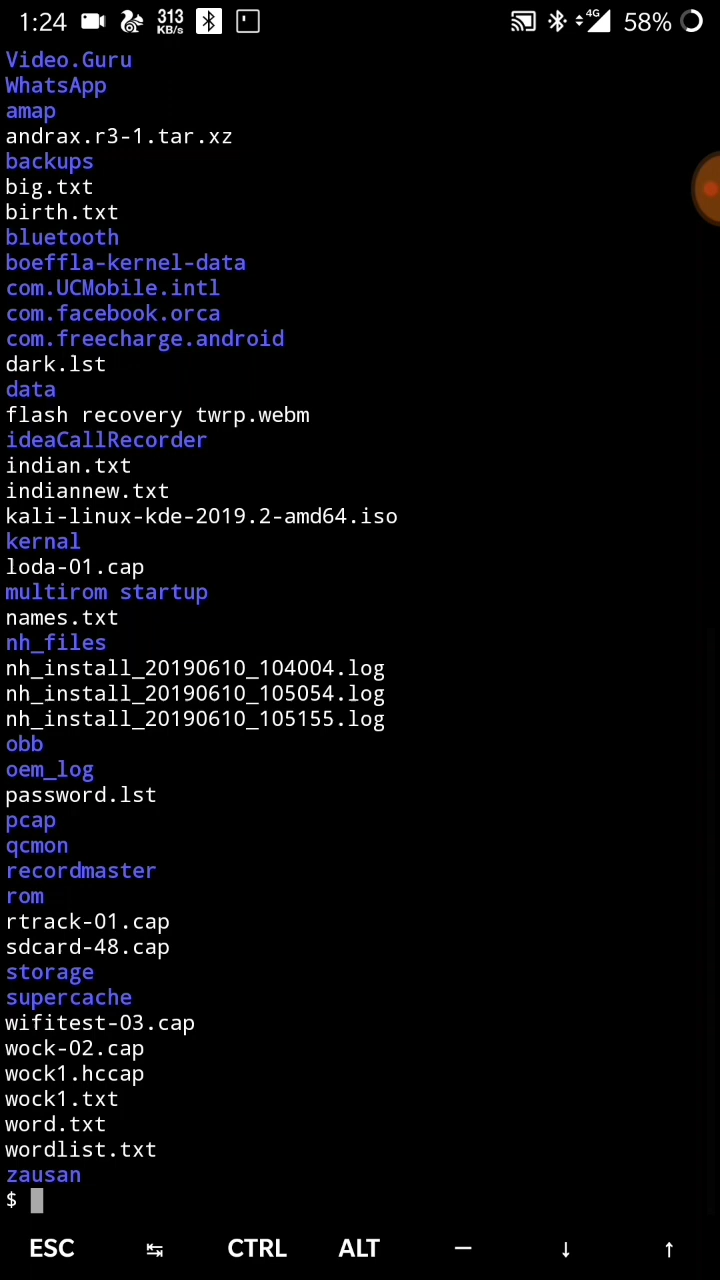 1:24 313 KB/s 4G 58%
Video.Guru
WhatsApp
amap
andrax.r3-1.tar.xz
backups
big.txt
birth.txt
bluetooth
boeffla-kernel-data
com.UCMobile.intl
com.facebook.orca
com.freecharge.android
dark.lst
data
flash recovery twrp.webm
ideaCallRecorder
indian.txt
indiannew.txt
kali-linux-kde-2019.2-amd64.iso
kernal
loda-01.cap
multirom startup
names.txt
nh_files
nh_install_20190610_104004.log
nh_install_20190610_105054.log
nh_install_20190610_105155.log
obb
oem_log
password.lst
pcap
qcmon
recordmaster
rom
rtrack-01.cap
sdcard-48.cap
storage
supercache
wifitest-03.cap
wock-02.cap
wock1.hccap
wock1.txt
word.txt
wordlist.txt
zausan
$
ESC ↹ CTRL ALT — ↓ ↑